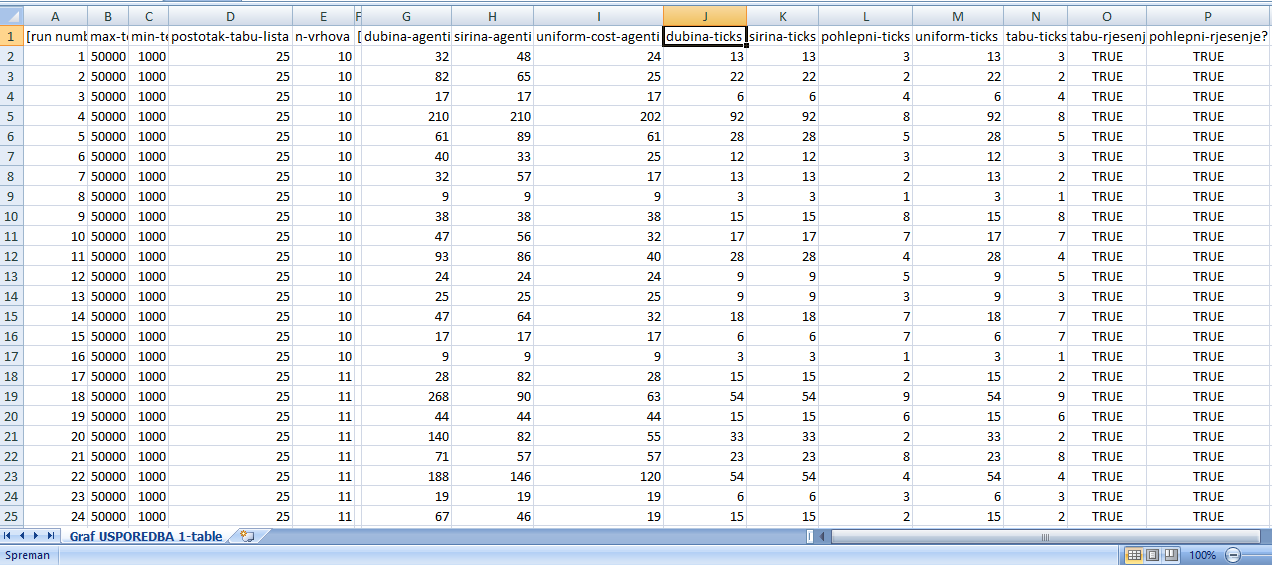 A B C D E F G H I J K L M N O P
1 [run numb max-te min-te postotak-tabu-lista n-vrhova [ dubina-agenti sirina-agenti uniform-cost-agenti dubina-ticks sirina-ticks pohlepni-ticks uniform-ticks tabu-ticks tabu-rjesenj pohlepni-rjesenje?
2 1 50000 1000 25 10 32 48 24 13 13 3 13 3 TRUE TRUE
3 2 50000 1000 25 10 82 65 25 22 22 2 22 2 TRUE TRUE
4 3 50000 1000 25 10 17 17 17 6 6 4 6 4 TRUE TRUE
5 4 50000 1000 25 10 210 210 202 92 92 8 92 8 TRUE TRUE
6 5 50000 1000 25 10 61 89 61 28 28 5 28 5 TRUE TRUE
7 6 50000 1000 25 10 40 33 25 12 12 3 12 3 TRUE TRUE
8 7 50000 1000 25 10 32 57 17 13 13 2 13 2 TRUE TRUE
9 8 50000 1000 25 10 9 9 9 3 3 1 3 1 TRUE TRUE
10 9 50000 1000 25 10 38 38 38 15 15 8 15 8 TRUE TRUE
11 10 50000 1000 25 10 47 56 32 17 17 7 17 7 TRUE TRUE
12 11 50000 1000 25 10 93 86 40 28 28 4 28 4 TRUE TRUE
13 12 50000 1000 25 10 24 24 24 9 9 5 9 5 TRUE TRUE
14 13 50000 1000 25 10 25 25 25 9 9 3 9 3 TRUE TRUE
15 14 50000 1000 25 10 47 64 32 18 18 7 18 7 TRUE TRUE
16 15 50000 1000 25 10 17 17 17 6 6 7 6 7 TRUE TRUE
17 16 50000 1000 25 10 9 9 9 3 3 1 3 1 TRUE TRUE
18 17 50000 1000 25 11 28 82 28 15 15 2 15 2 TRUE TRUE
19 18 50000 1000 25 11 268 90 63 54 54 9 54 9 TRUE TRUE
20 19 50000 1000 25 11 44 44 44 15 15 6 15 6 TRUE TRUE
21 20 50000 1000 25 11 140 82 55 33 33 2 33 2 TRUE TRUE
22 21 50000 1000 25 11 71 57 57 23 23 8 23 8 TRUE TRUE
23 22 50000 1000 25 11 188 146 120 54 54 4 54 4 TRUE TRUE
24 23 50000 1000 25 11 19 19 19 6 6 3 6 3 TRUE TRUE
25 24 50000 1000 25 11 67 46 19 15 15 2 15 2 TRUE TRUE
Graf USPOREDBA 1-table
Spreman 100%